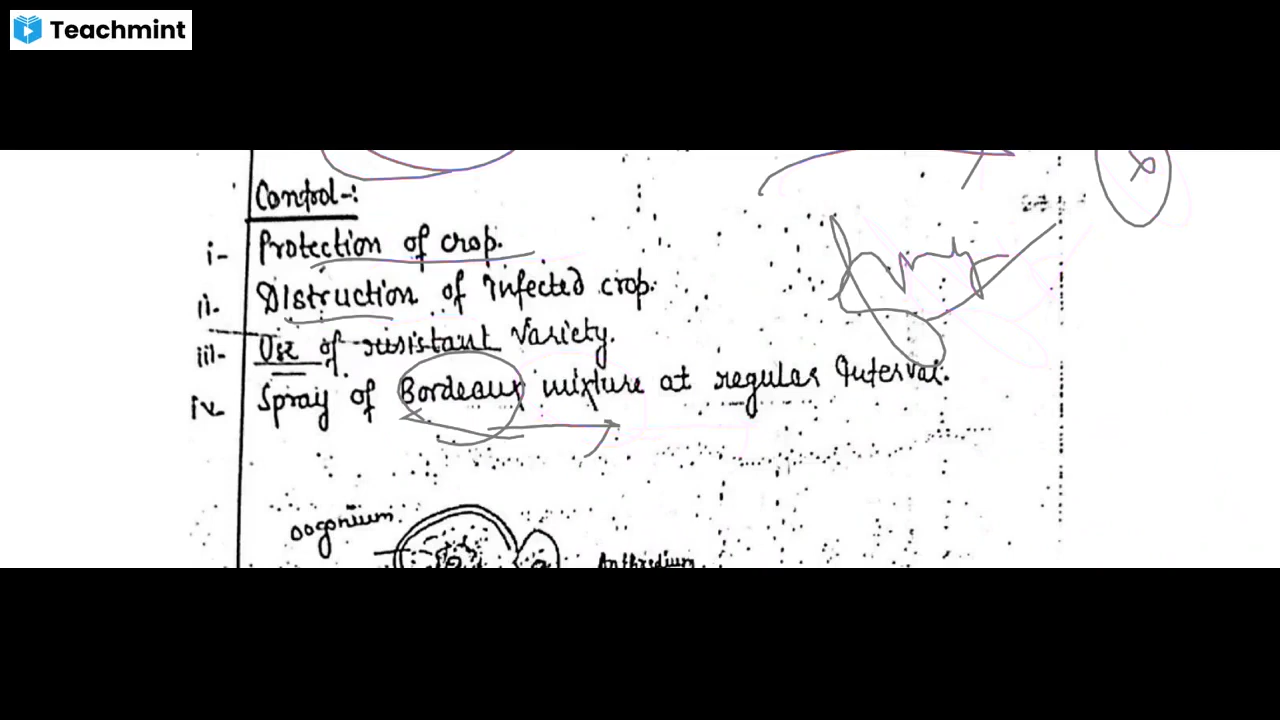 Teachmint
Control-:
i- Protection of crop.
ii- Distruction of infected crop.
iii- Use of resistant Variety.
iv- Spray of Bordeaux mixture at regular Interval.
oogonium
Anthredium